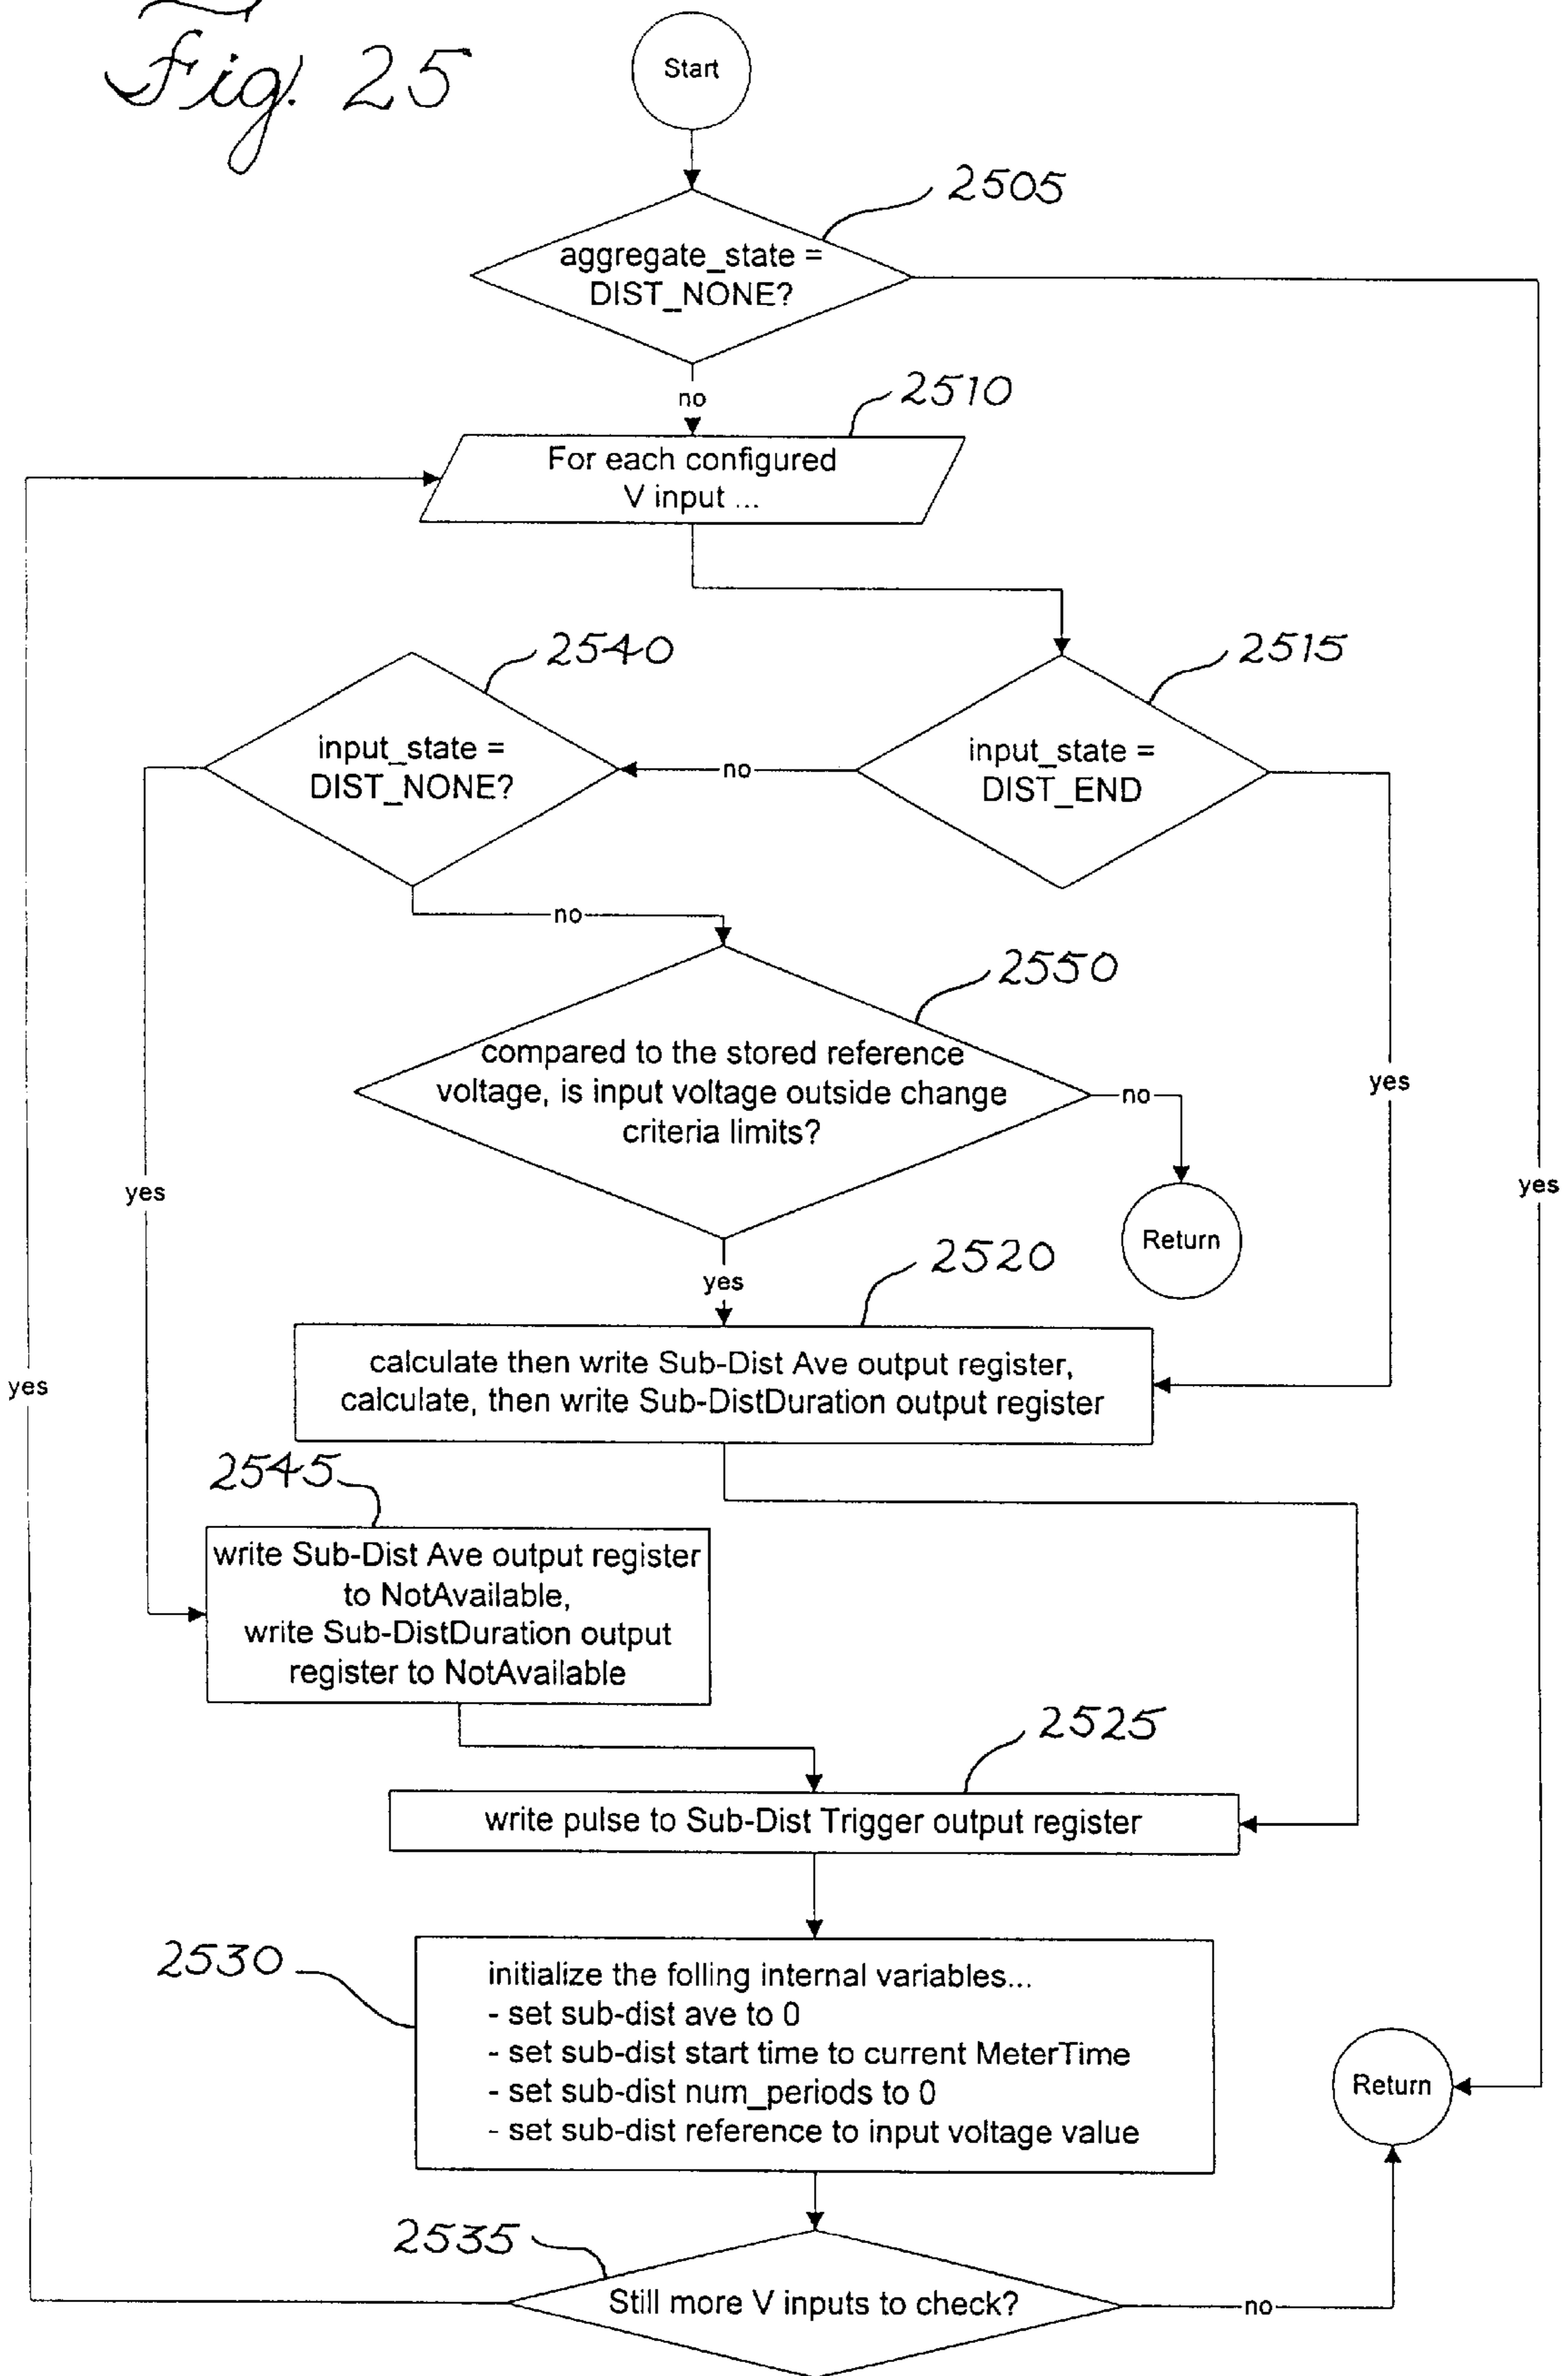 Fig. 25
Start
2505
aggregate_state =
DIST_NONE?
no
2510
For each configured
V input ...
2540
2515
input_state =
DIST_NONE?
no
input_state =
DIST_END
no
2550
compared to the stored reference
voltage, is input voltage outside change
criteria limits?
no
yes
yes
yes
Return
2520
yes
calculate then write Sub-Dist Ave output register,
calculate, then write Sub-DistDuration output register
yes
2545
write Sub-Dist Ave output register
to NotAvailable,
write Sub-DistDuration output
register to NotAvailable
2525
write pulse to Sub-Dist Trigger output register
2530
initialize the folling internal variables...
- set sub-dist ave to 0
- set sub-dist start time to current MeterTime
- set sub-dist num_periods to 0
- set sub-dist reference to input voltage value
Return
2535
Still more V inputs to check?
no